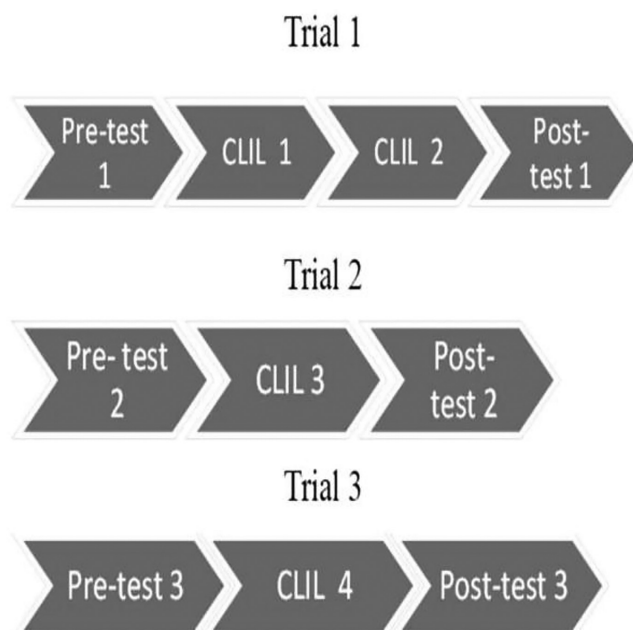 Trial 1
Pre-test
1
CLIL 1
CLIL 2
Post-
test 1
Trial 2
Pre- test
2
CLIL 3
Post-
test 2
Trial 3
Pre-test 3
CLIL 4
Post-test 3